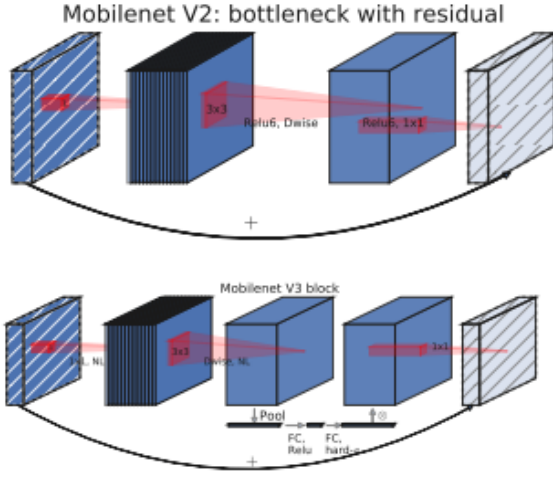 Mobilenet V2: bottleneck with residual
3x3
Relu6, Dwise
Relu6, 1x1
+
Mobilenet V3 block
1x1, NL
3x3
Dwise, NL
1x1
Pool
⊗
FC,
Relu
FC,
+